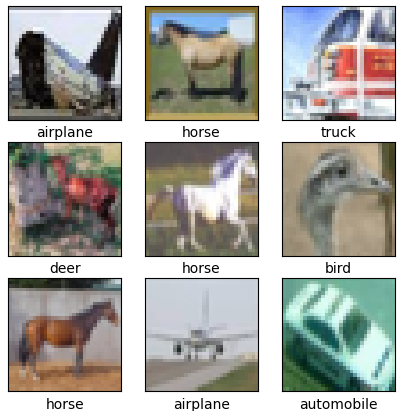 airplane
horse
truck
deer
horse
bird
horse
airplane
automobile